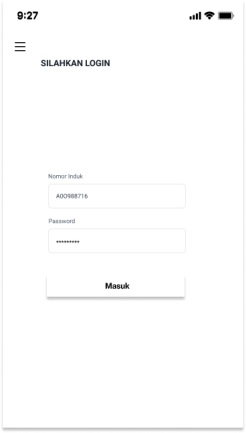 9:27
SILAHKAN LOGIN
Nomor Induk
A00988716
Password
•••••••••
Masuk